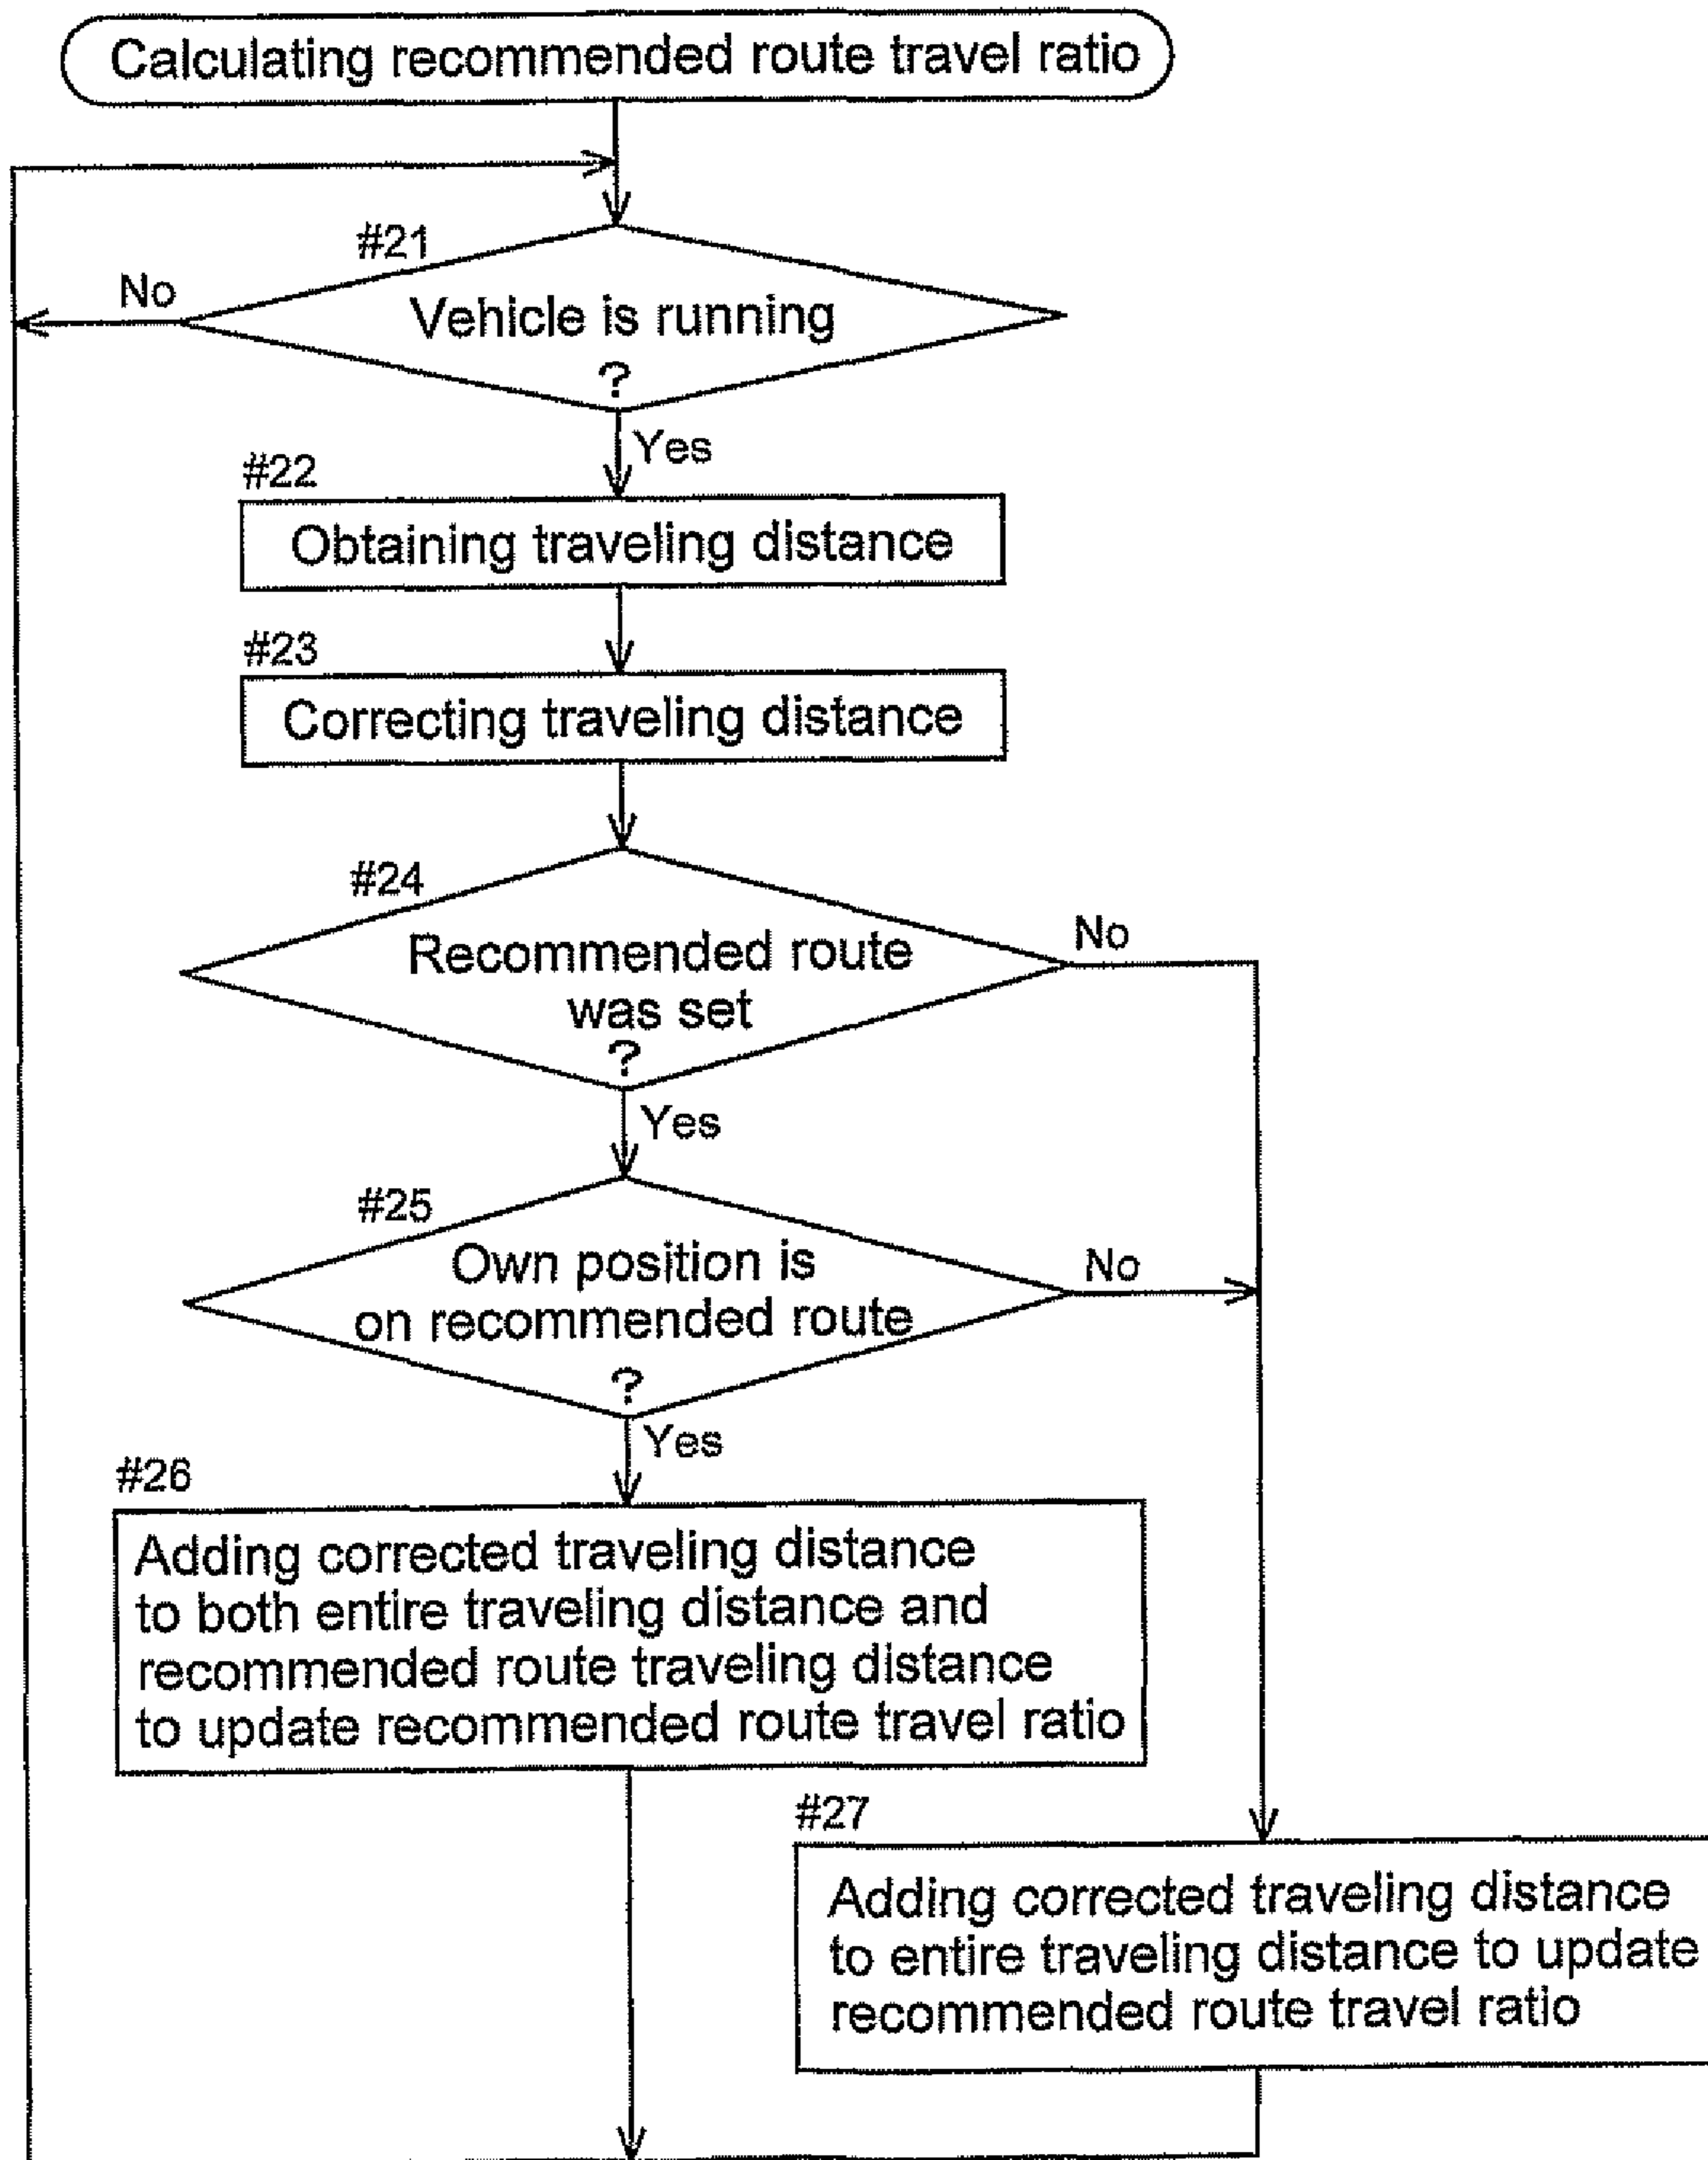 Calculating recommended route travel ratio
#21
No
Vehicle is running
?
Yes
#22
Obtaining traveling distance
#23
Correcting traveling distance
#24
No
Recommended route
was set
?
Yes
#25
Own position is
No
on recommended route
?
Yes
#26
Adding corrected traveling distance
to both entire traveling distance and
recommended route traveling distance
to update recommended route travel ratio
#27
Adding corrected traveling distance
to entire traveling distance to update
recommended route travel ratio